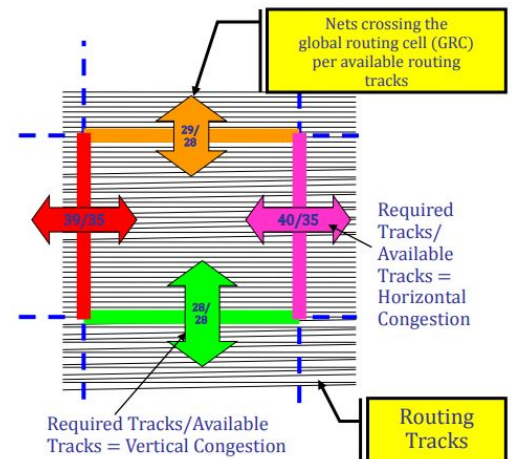 Nets crossing the
global routing cell (GRC)
per available routing
tracks
29/
28
39/35
40/35
Required
Tracks/
Available
Tracks =
Horizontal
Congestion
28/
28
Required Tracks/Available
Tracks = Vertical Congestion
Routing
Tracks